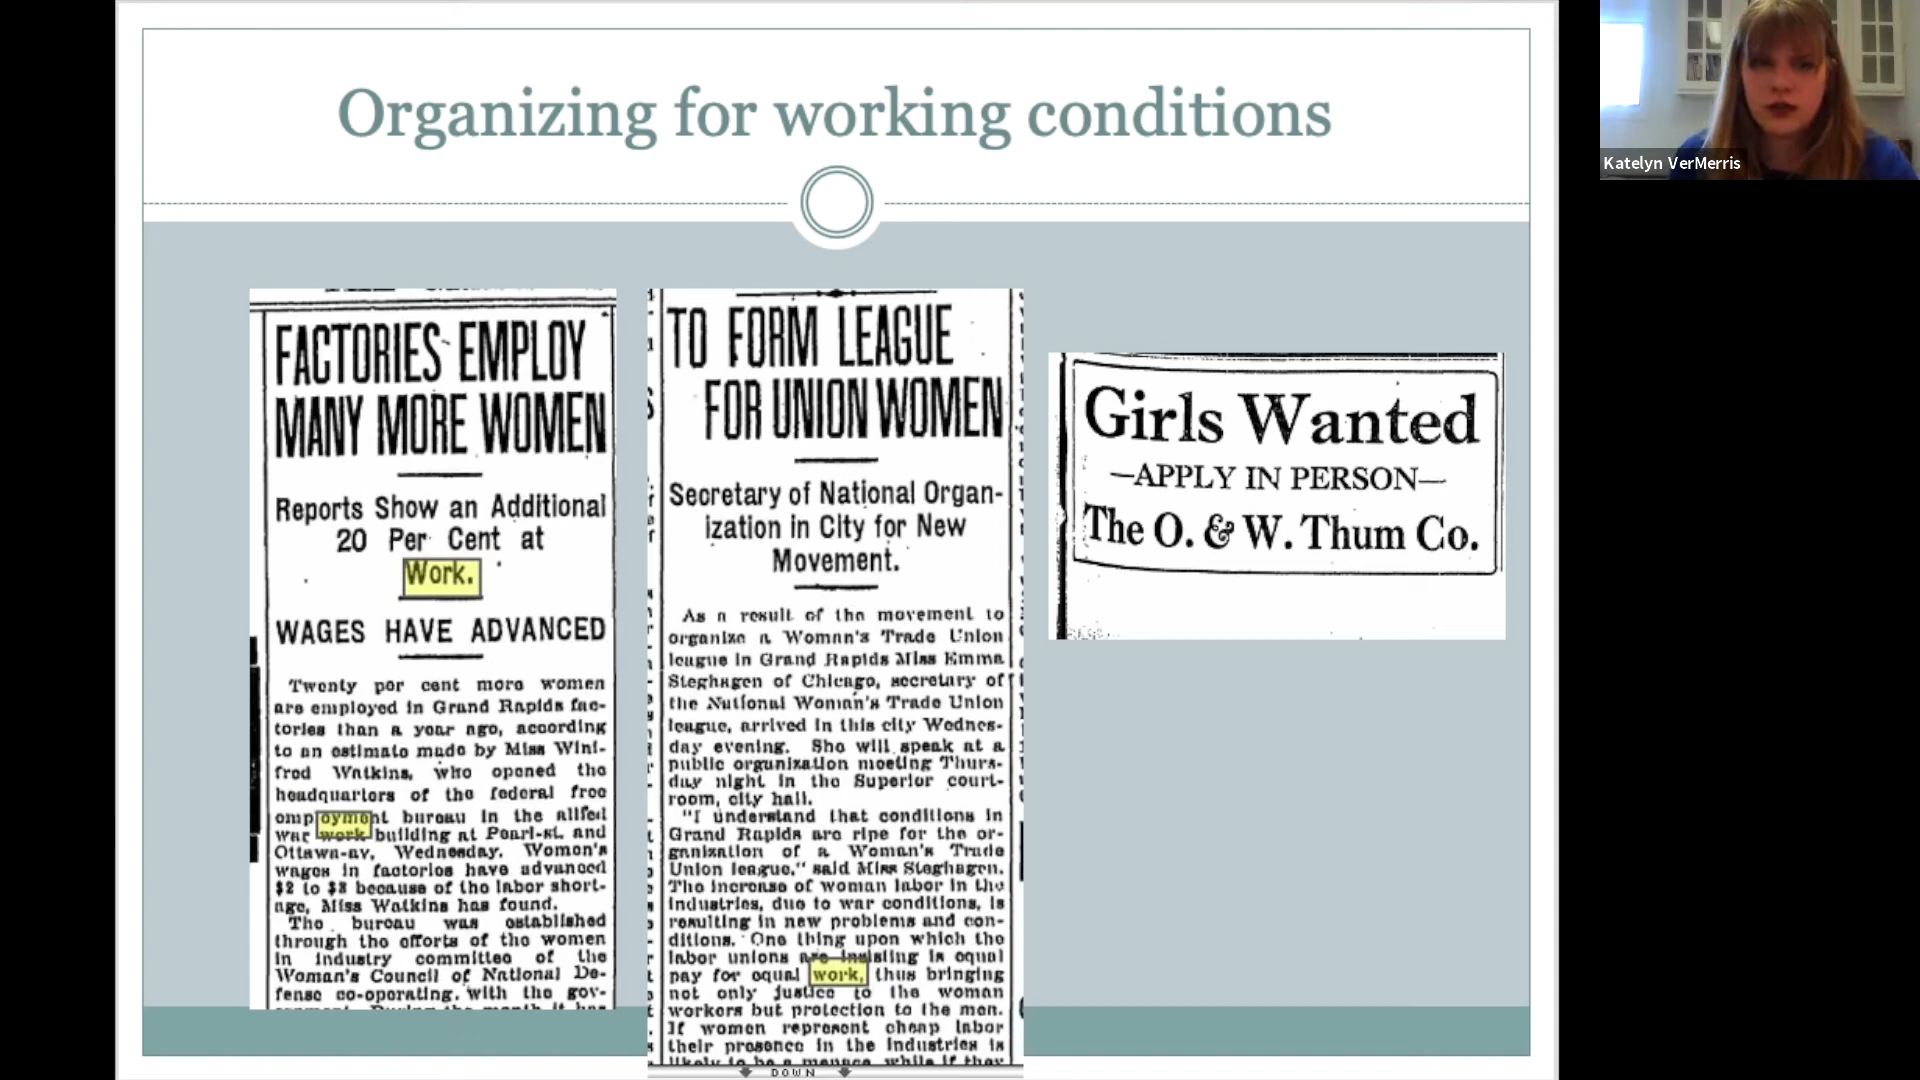 Organizing for working conditions
FACTORIES EMPLOY
MANY MORE WOMEN
Reports Show an Additional
20 Per Cent at
Work.
WAGES HAVE ADVANCED
Twenty per cent more women
are employed in Grand Rapids fac-
tories than a year ago, according
to an estimate made by Miss Wini-
fred Watkins, who opened the
headquarters of the federal free
employment bureau in the allied
war work building at Pearl-st. and
Ottawa-av, Wednesday. Women's
wages in factories have advanced
$2 to $3 because of the labor short-
age, Miss Watkins has found.
The bureau was established
through the efforts of the women
in industry committee of the
Woman's Council of National De-
fense co-operating with the gov-
TO FORM LEAGUE
FOR UNION WOMEN
Secretary of National Organ-
ization in City for New
Movement.
As a result of the movement to
organize a Woman's Trade Union
league in Grand Rapids Miss Emma
Steghagen of Chicago, secretary of
the National Woman's Trade Union
league, arrived in this city Wednes-
day evening. She will speak at a
public organization meeting Thurs-
day night in the Superior court-
room, city hall.
"I understand that conditions in
Grand Rapids are ripe for the or-
ganization of a Woman's Trade
Union league," said Miss Steghagen.
The increase of woman labor in the
industries, due to war conditions, is
resulting in new problems and con-
ditions. One thing upon which the
labor unions are insisting is equal
pay for equal work, thus bringing
not only justice to the woman
workers but protection to the men.
If women represent cheap labor
their presence in the industries is
likely to be a menace while if they
DOWN
Girls Wanted
—APPLY IN PERSON—
The O. & W. Thum Co.
Katelyn VerMerris